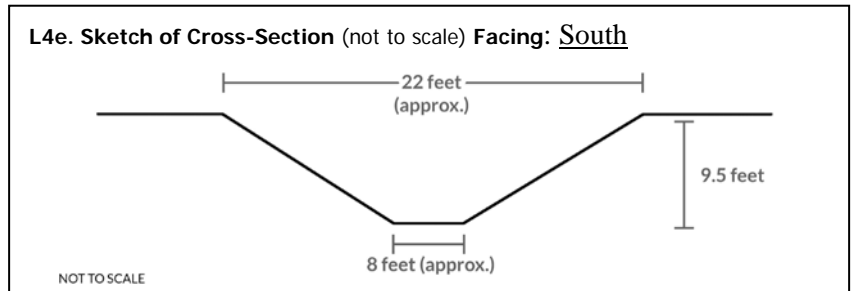 L4e. Sketch of Cross-Section (not to scale) Facing: South
22 feet
(approx.)
9.5 feet
8 feet (approx.)
NOT TO SCALE